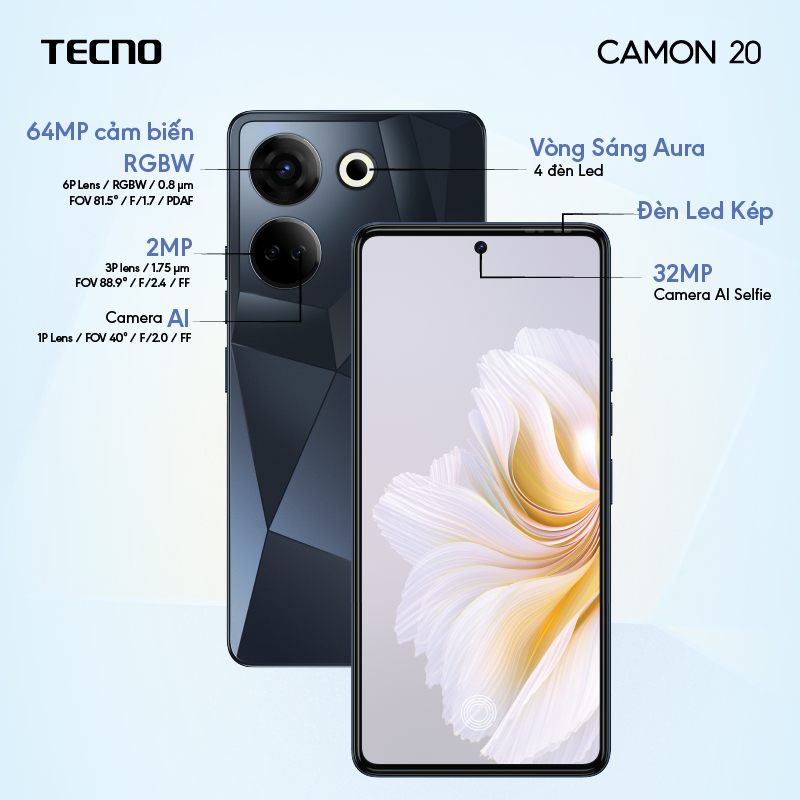 TECNO
CAMON 20
64MP cảm biến
RGBW
6P Lens / RGBW / 0.8 µm
FOV 81.5° / F/1.7 / PDAF
2MP
3P lens / 1.75 µm
FOV 88.9° / F/2.4 / FF
Camera AI
1P Lens / FOV 40° / F/2.0 / FF
Vòng Sáng Aura
4 đèn Led
Đèn Led Kép
32MP
Camera AI Selfie